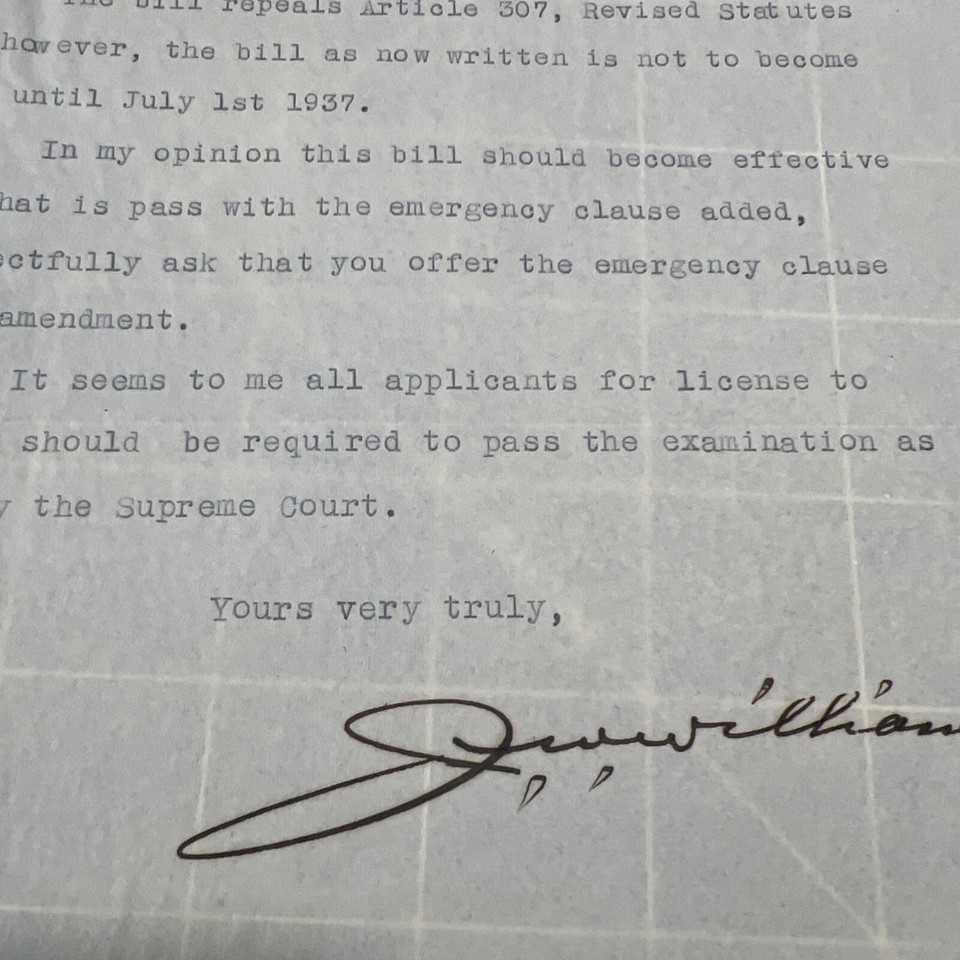 The bill repeals Article 307, Revised Statutes
however, the bill as now written is not to become
until July 1st 1937.
In my opinion this bill should become effective
hat is pass with the emergency clause added,
ectfully ask that you offer the emergency clause
amendment.
It seems to me all applicants for license to
should be required to pass the examination as
y the Supreme Court.
Yours very truly,